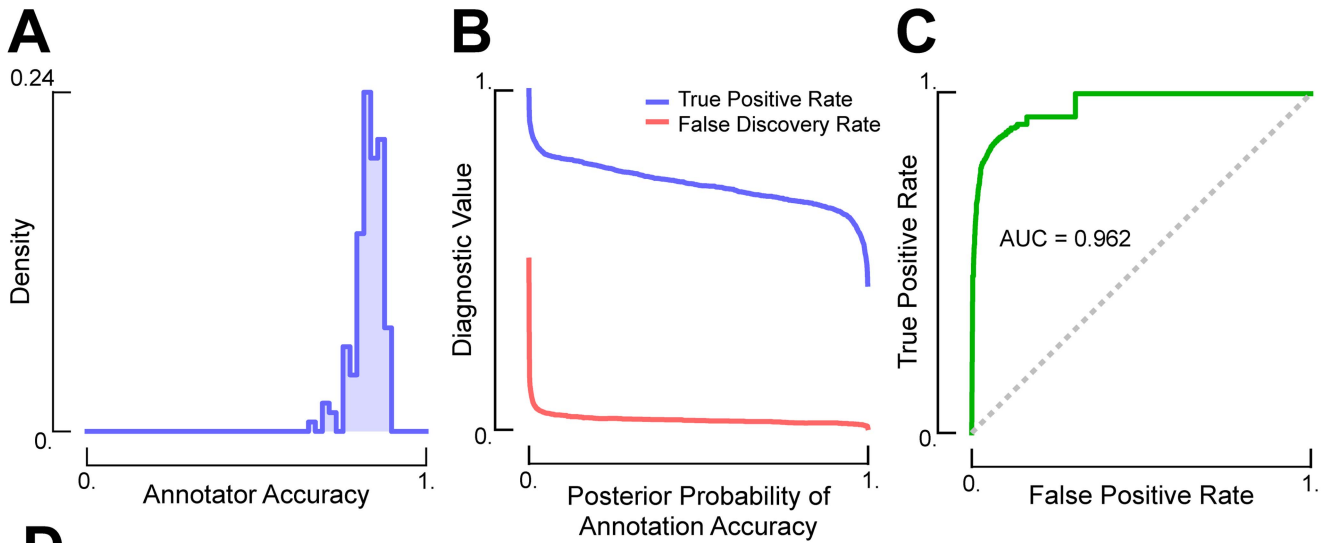 A
0.24
Density
0.
0.
1.
Annotator Accuracy
B
1.
True Positive Rate
False Discovery Rate
Diagnostic Value
0.
0.
1.
Posterior Probability of
Annotation Accuracy
C
1.
True Positive Rate
AUC = 0.962
0.
0.
1.
False Positive Rate
D